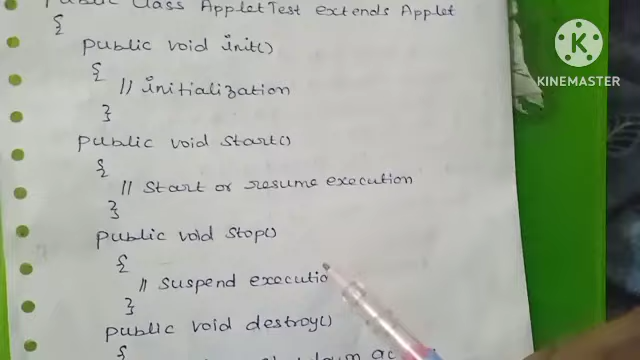 public class AppletTest extends Applet
{
public void init()
{
// initialization
}
public void start()
{
// start or resume execution
}
public void stop()
{
// suspend executio
}
public void destroy()
{
KINEMASTER